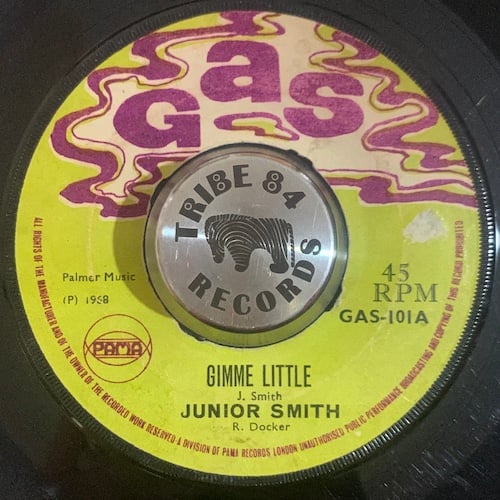 Gas
TRIBE 84
RECORDS
Palmer Music
(P) 1968
45
RPM
GAS-101A
PAMA
GIMME LITTLE
J. Smith
JUNIOR SMITH
R. Docker
ALL RIGHTS OF THE MANUFACTURER AND OF THE OWNER OF THE RECORDED WORK RESERVED A DIVISION OF PAMA RECORDS LONDON UNAUTHORISED PUBLIC PERFORMANCE BROADCASTING AND COPYING OF THIS RECORD PROHIBITED